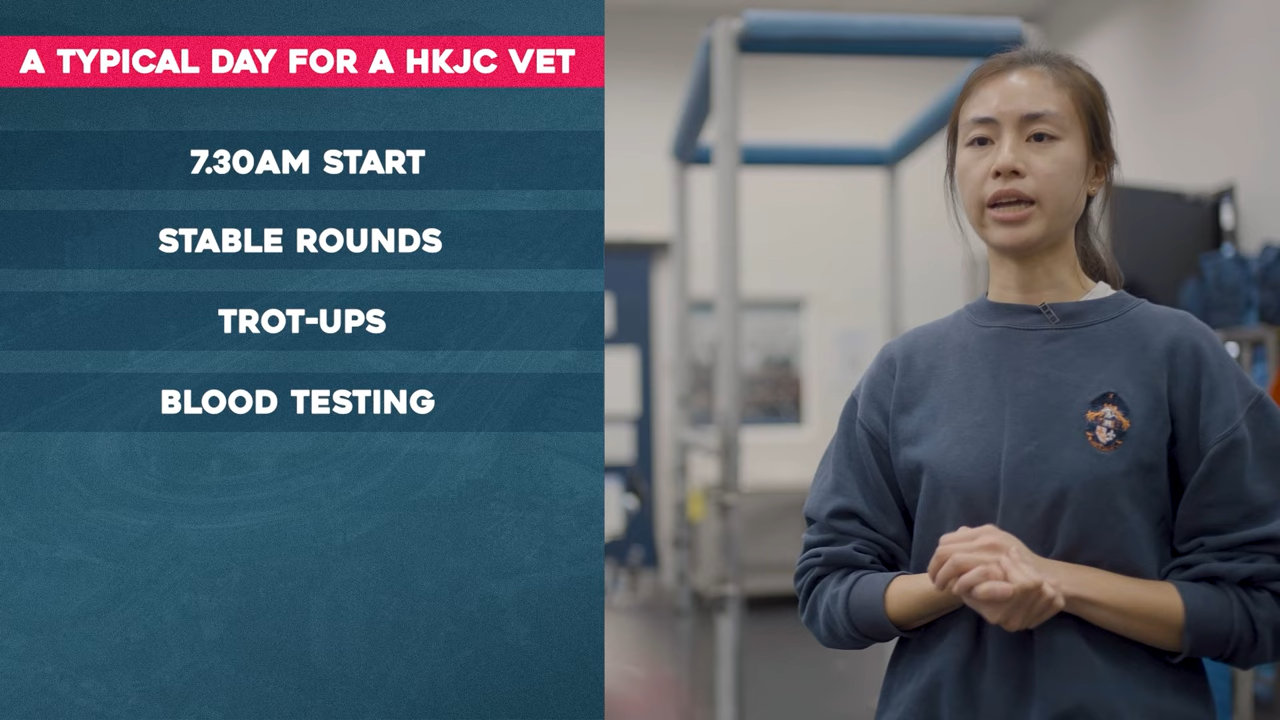 A TYPICAL DAY FOR A HKJC VET
7.30AM START
STABLE ROUNDS
TROT-UPS
BLOOD TESTING